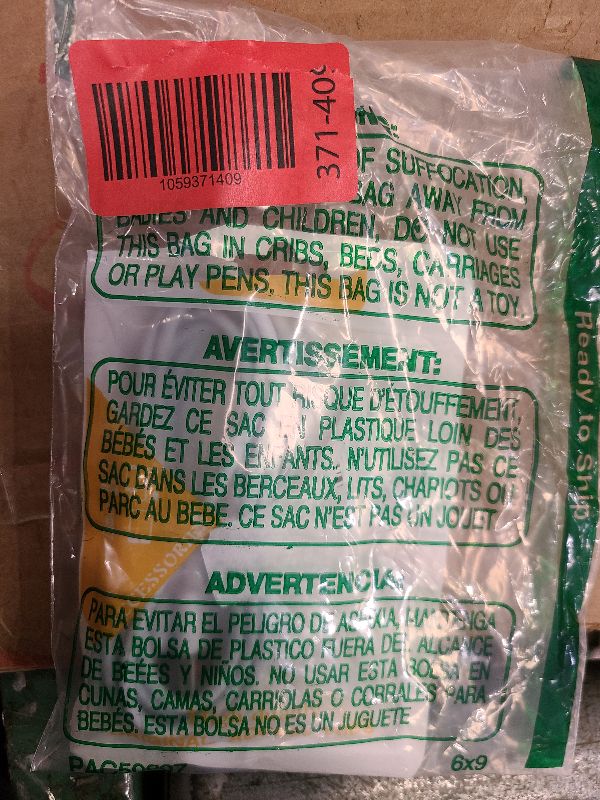 1059371409
371-409
OF SUFFOCATION,
BAG AWAY FROM
BABIES AND CHILDREN, DO NOT USE
THIS BAG IN CRIBS, BEDS, CARRIAGES
OR PLAY PENS, THIS BAG IS NOT A TOY.
AVERTISSEMENT:
POUR ÉVITER TOUT RISQUE D'ÉTOUFFEMENT,
GARDEZ CE SAC EN PLASTIQUE LOIN DES
BÉBÉS ET LES ENFANTS. N'UTILISEZ PAS CE
SAC DANS LES BERCEAUX, LITS, CHARIOTS OU
PARC AU BEBE. CE SAC N'EST PAS UN JOUET
ADVERTENCIA:
PARA EVITAR EL PELIGRO DE ASFIXIA, MANTENGA
ESTA BOLSA DE PLASTICO FUERA DEL ALCANCE
DE BEBÉS Y NIÑOS. NO USAR ESTA BOLSA EN
CUNAS, CAMAS, CARRIOLAS O CORRALES PARA
BEBÉS. ESTA BOLSA NO ES UN JUGUETE
6x9
Ready to Ship